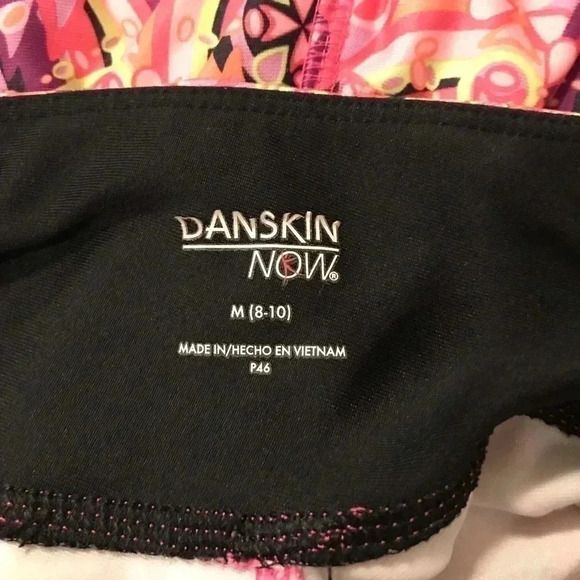 DANSKIN
NOW®
M (8-10)
MADE IN/HECHO EN VIETNAM
P46